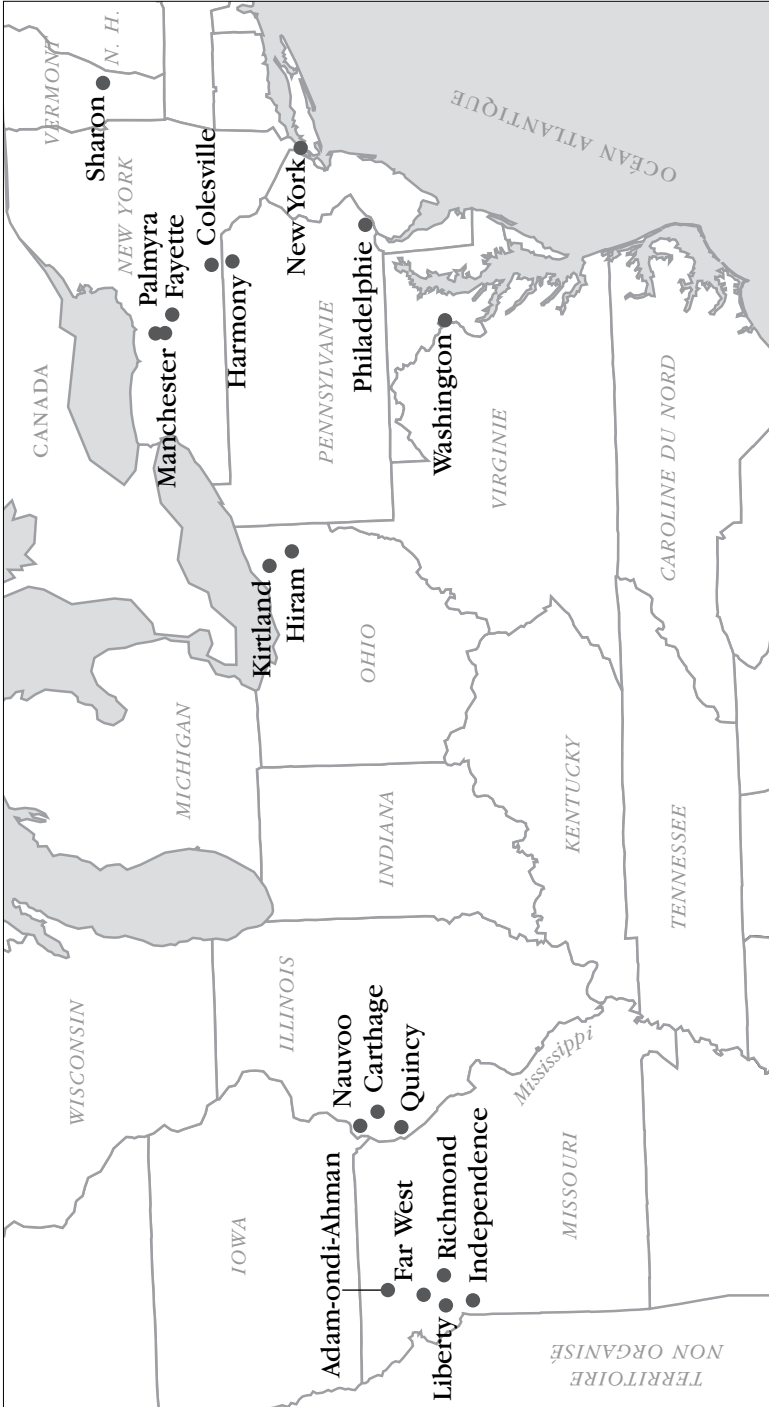 CANADA
VERMONT
N. H.
Sharon
NEW YORK
Palmyra
Fayette
Manchester
Colesville
Harmony
New York
PENNSYLVANIE
Philadelphie
Washington
OCÉAN ATLANTIQUE
VIRGINIE
CAROLINE DU NORD
Kirtland
Hiram
OHIO
MICHIGAN
INDIANA
KENTUCKY
TENNESSEE
WISCONSIN
ILLINOIS
Nauvoo
Carthage
Quincy
Mississippi
IOWA
Adam-ondi-Ahman
Far West
Richmond
Liberty
Independence
MISSOURI
TERRITOIRE
NON ORGANISÉ